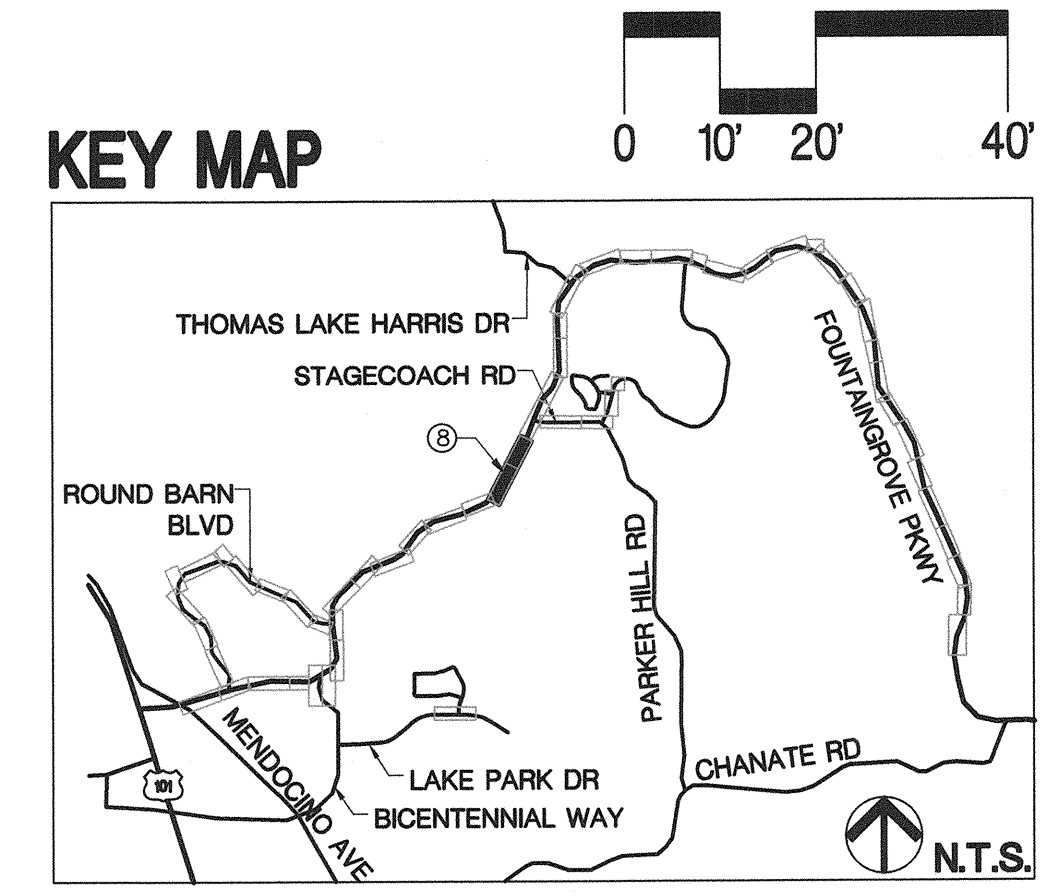 0 10' 20' 40'
KEY MAP
THOMAS LAKE HARRIS DR
STAGECOACH RD
FOUNTAINGROVE PKWY
8
ROUND BARN
BLVD
PARKER HILL RD
MENDOCINO AVE
CHANATE RD
LAKE PARK DR
101
BICENTENNIAL WAY
N.T.S.